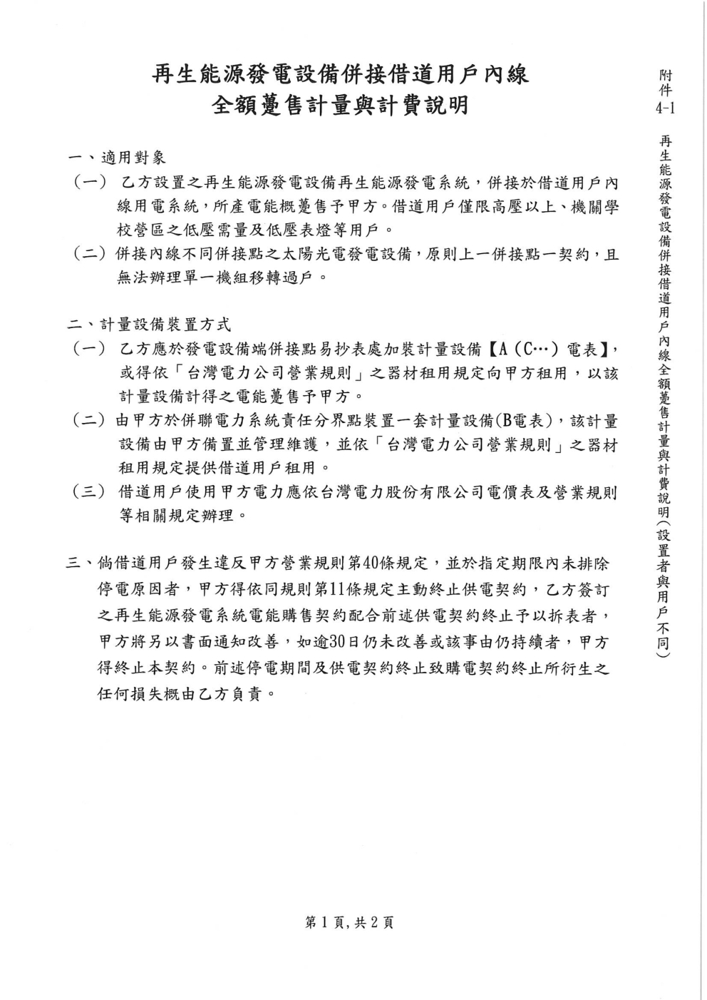 再生能源發電設備併接借道用戶內線
全額躉售計量與計費說明
一、適用對象
（一） 乙方設置之再生能源發電設備再生能源發電系統，併接於借道用戶內
線用電系統，所產電能概躉售予甲方。借道用戶僅限高壓以上、機關學
校營區之低壓需量及低壓表燈等用戶。
（二）併接內線不同併接點之太陽光電發電設備，原則上一併接點一契約，且
無法辦理單一機組移轉過戶。
二、計量設備裝置方式
（一） 乙方應於發電設備端併接點易抄表處加裝計量設備【A（C…）電表】，
或得依「台灣電力公司營業規則」之器材租用規定向甲方租用，以該
計量設備計得之電能躉售予甲方。
（二）由甲方於併聯電力系統責任分界點裝置一套計量設備(B電表)，該計量
設備由甲方備置並管理維護，並依「台灣電力公司營業規則」之器材
租用規定提供借道用戶租用。
（三） 借道用戶使用甲方電力應依台灣電力股份有限公司電價表及營業規則
等相關規定辦理。
三、倘借道用戶發生違反甲方營業規則第40條規定，並於指定期限內未排除
停電原因者，甲方得依同規則第11條規定主動終止供電契約，乙方簽訂
之再生能源發電系統電能購售契約配合前述供電契約終止予以拆表者，
甲方將另以書面通知改善，如逾30日仍未改善或該事由仍持續者，甲方
得終止本契約。前述停電期間及供電契約終止致購電契約終止所衍生之
任何損失概由乙方負責。
附件4-1 再生能源發電設備併接借道用戶內線全額躉售計量與計費說明（設置者與用戶不同）
第 1 頁, 共 2 頁